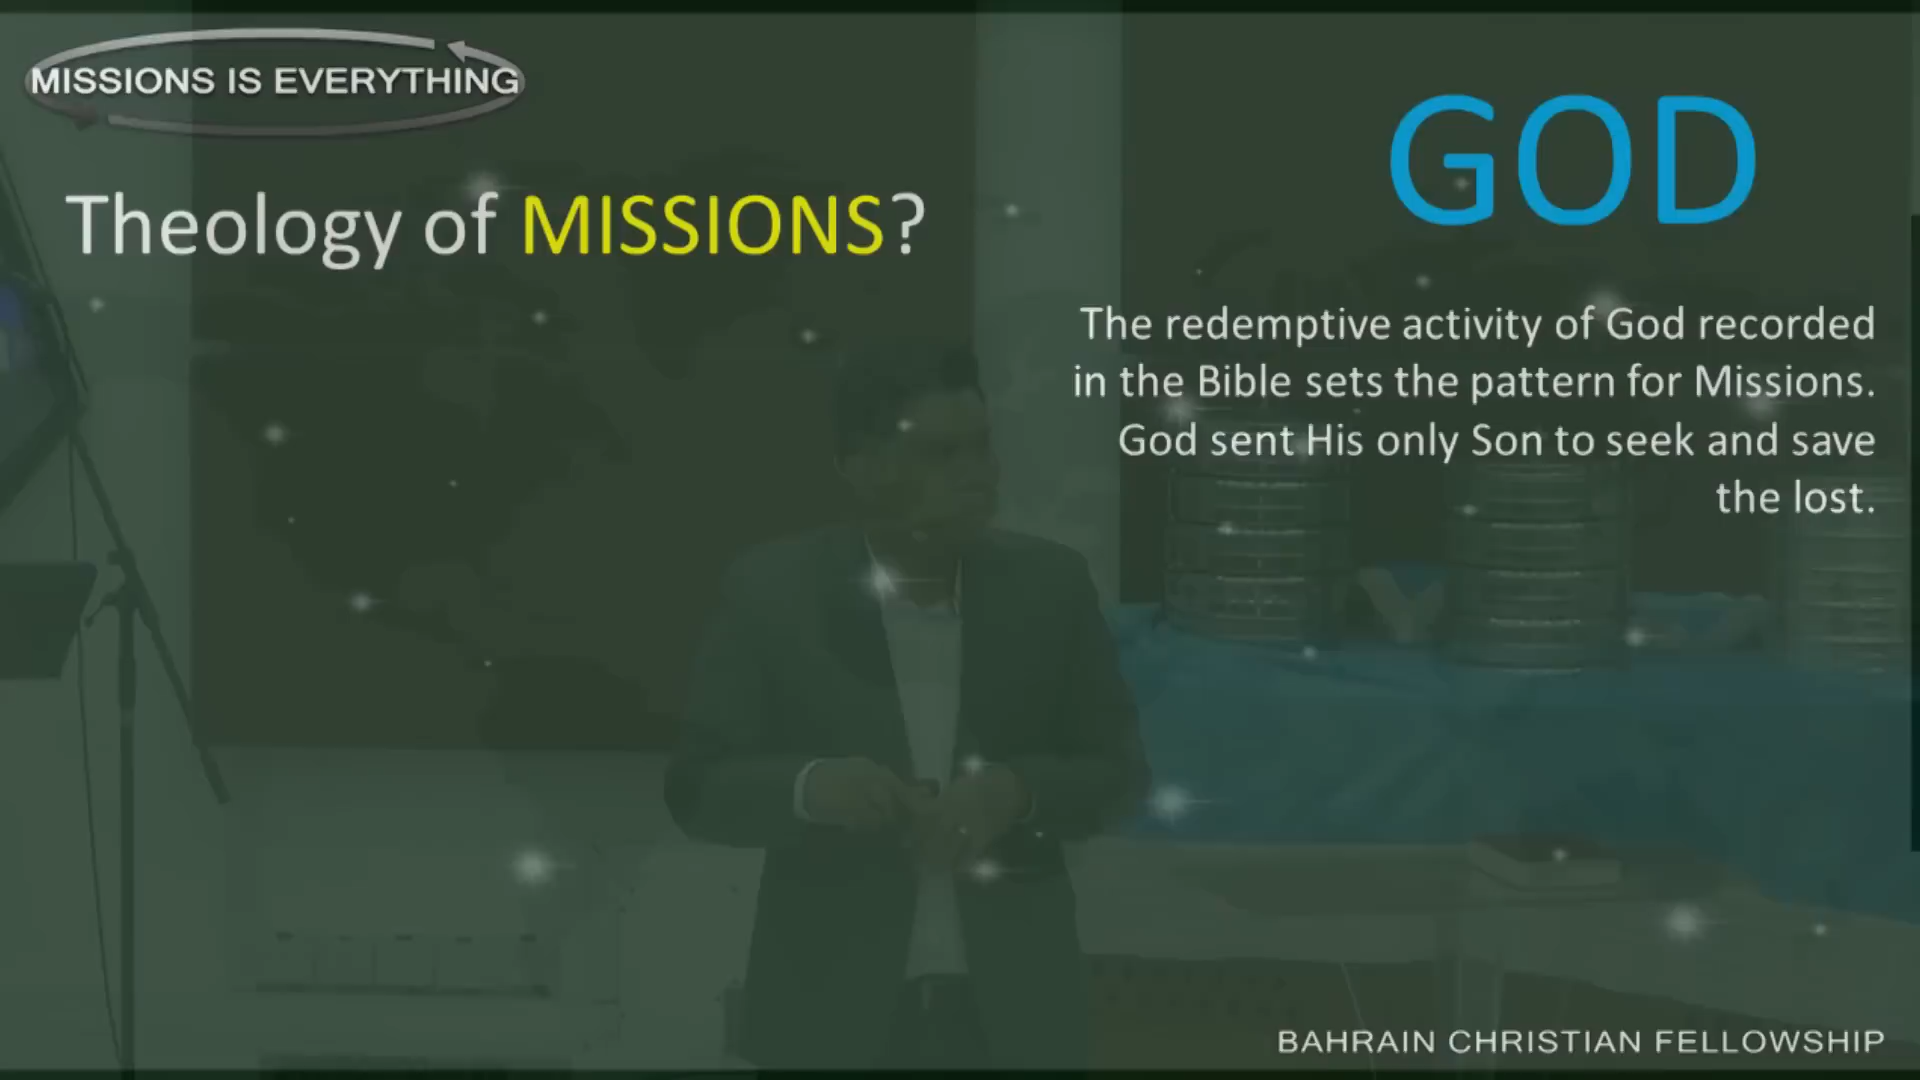 MISSIONS IS EVERYTHING
GOD
Theology of MISSIONS?
The redemptive activity of God recorded
in the Bible sets the pattern for Missions.
God sent His only Son to seek and save
the lost.
BAHRAIN CHRISTIAN FELLOWSHIP